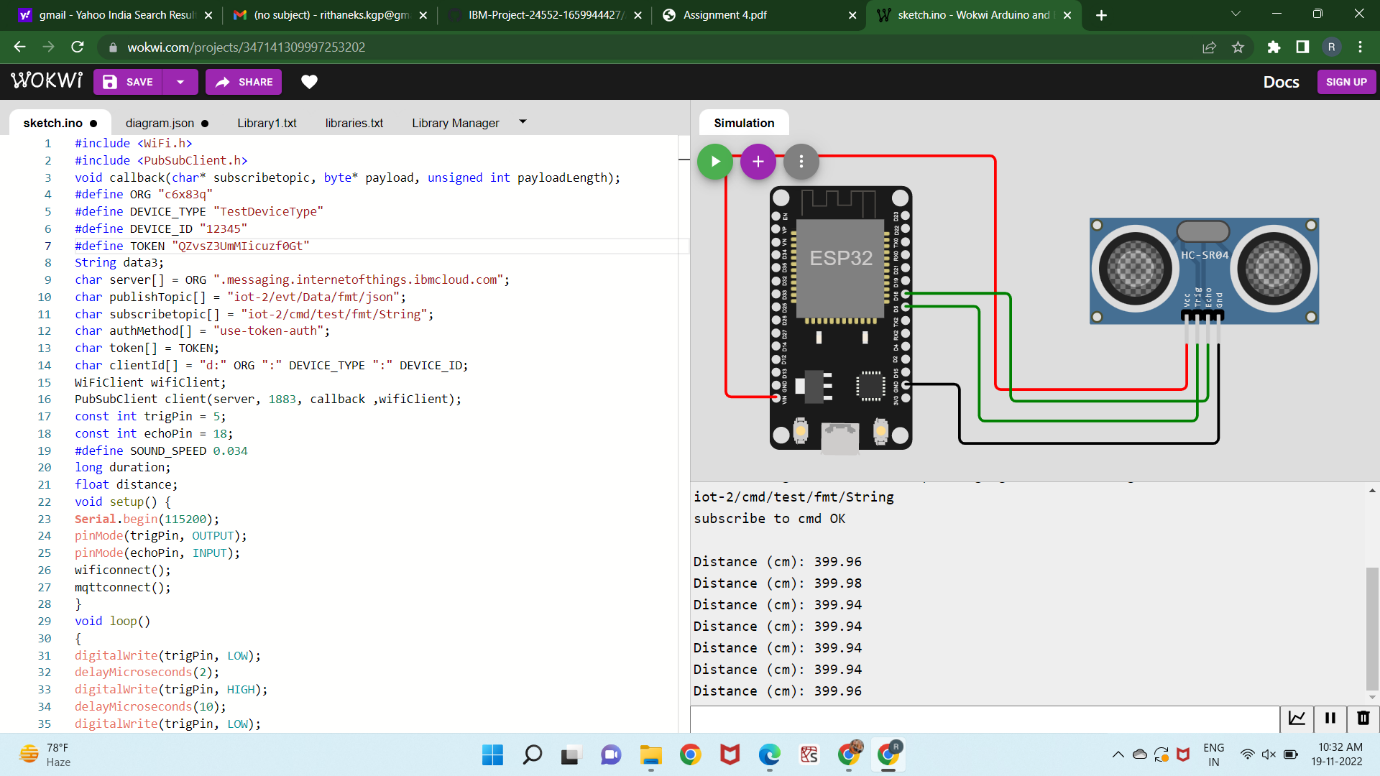 gmail - Yahoo India Search Resul
(no subject) - rithaneks.kgp@gm
IBM-Project-24552-1659944427/
Assignment 4.pdf
sketch.ino - Wokwi Arduino and
wokwi.com/projects/347141309997253202
R
WOKWI
SAVE
SHARE
Docs
SIGN UP
sketch.ino
diagram.json
Library1.txt
libraries.txt
Library Manager
1 #include <WiFi.h>
2 #include <PubSubClient.h>
3 void callback(char* subscribetopic, byte* payload, unsigned int payloadLength);
4 #define ORG "c6x83q"
5 #define DEVICE_TYPE "TestDeviceType"
6 #define DEVICE_ID "12345"
7 #define TOKEN "QZvsZ3UmMIicuzf0Gt"
8 String data3;
9 char server[] = ORG ".messaging.internetofthings.ibmcloud.com";
10 char publishTopic[] = "iot-2/evt/Data/fmt/json";
11 char subscribetopic[] = "iot-2/cmd/test/fmt/String";
12 char authMethod[] = "use-token-auth";
13 char token[] = TOKEN;
14 char clientId[] = "d:" ORG ":" DEVICE_TYPE ":" DEVICE_ID;
15 WiFiClient wifiClient;
16 PubSubClient client(server, 1883, callback ,wifiClient);
17 const int trigPin = 5;
18 const int echoPin = 18;
19 #define SOUND_SPEED 0.034
20 long duration;
21 float distance;
22 void setup() {
23 Serial.begin(115200);
24 pinMode(trigPin, OUTPUT);
25 pinMode(echoPin, INPUT);
26 wificonnect();
27 mqttconnect();
28 }
29 void loop()
30 {
31 digitalWrite(trigPin, LOW);
32 delayMicroseconds(2);
33 digitalWrite(trigPin, HIGH);
34 delayMicroseconds(10);
35 digitalWrite(trigPin, LOW);
Simulation
ESP32
HC-SR04
Vcc
Trig
Echo
Gnd
iot-2/cmd/test/fmt/String
subscribe to cmd OK
Distance (cm): 399.96
Distance (cm): 399.98
Distance (cm): 399.94
Distance (cm): 399.94
Distance (cm): 399.94
Distance (cm): 399.94
Distance (cm): 399.96
78°F
Haze
ENG
IN
10:32 AM
19-11-2022